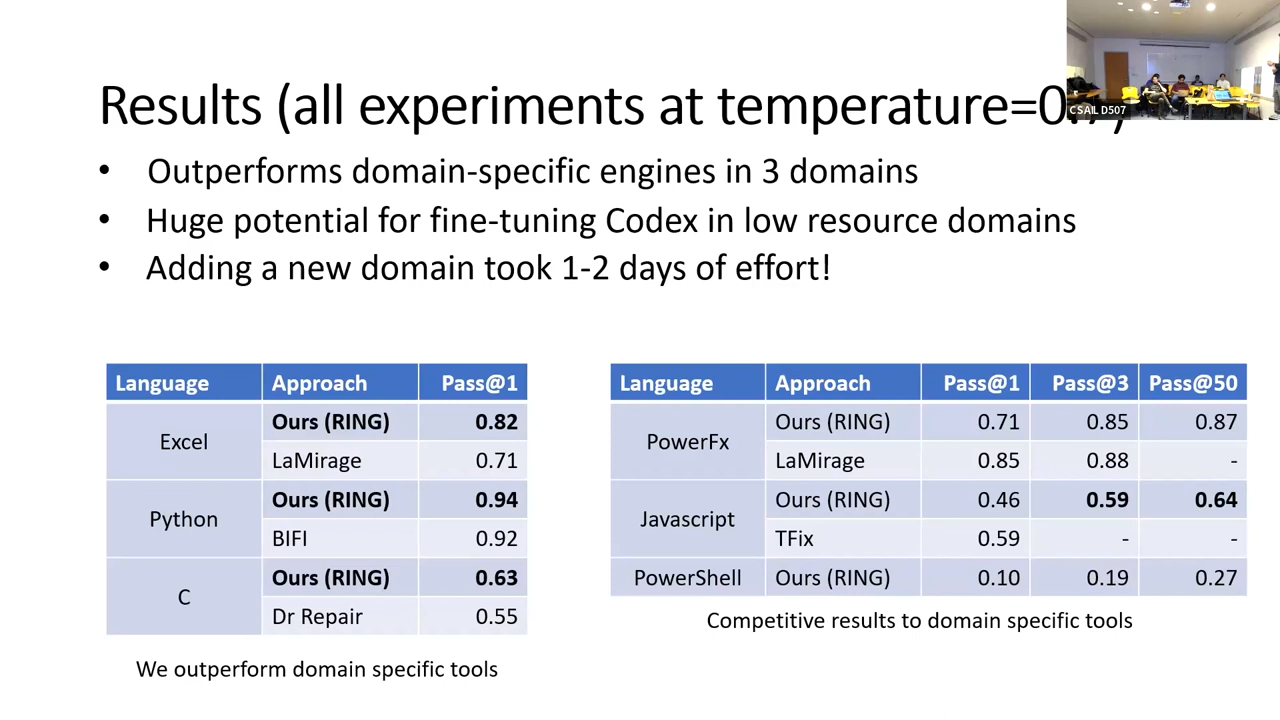 Results (all experiments at temperature=0.7)
CSAIL D507
• Outperforms domain-specific engines in 3 domains
• Huge potential for fine-tuning Codex in low resource domains
• Adding a new domain took 1-2 days of effort!
Language Approach Pass@1
Excel Ours (RING) 0.82
LaMirage 0.71
Python Ours (RING) 0.94
BIFI 0.92
C Ours (RING) 0.63
Dr Repair 0.55
We outperform domain specific tools
Language Approach Pass@1 Pass@3 Pass@50
PowerFx Ours (RING) 0.71 0.85 0.87
LaMirage 0.85 0.88 -
Javascript Ours (RING) 0.46 0.59 0.64
TFix 0.59 - -
PowerShell Ours (RING) 0.10 0.19 0.27
Competitive results to domain specific tools